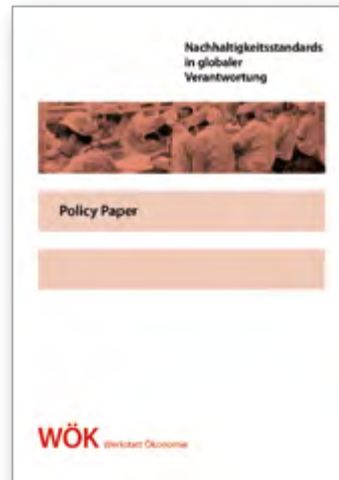 Nachhaltigkeitsstandards
in globaler
Verantwortung
Policy Paper
WÖK Werkstatt Ökonomie